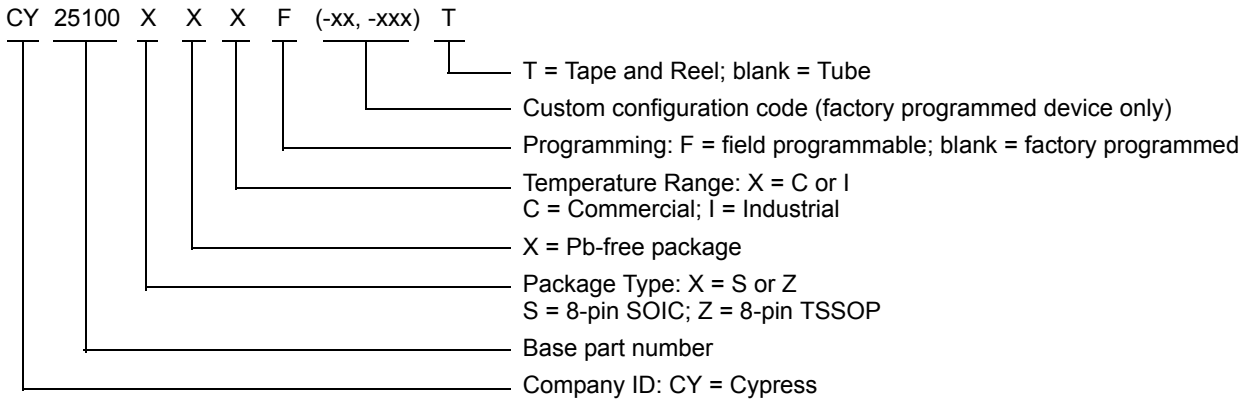 CY 25100 X X X F (-xx, -xxx) T
T = Tape and Reel; blank = Tube
Custom configuration code (factory programmed device only)
Programming: F = field programmable; blank = factory programmed
Temperature Range: X = C or I
C = Commercial; I = Industrial
X = Pb-free package
Package Type: X = S or Z
S = 8-pin SOIC; Z = 8-pin TSSOP
Base part number
Company ID: CY = Cypress